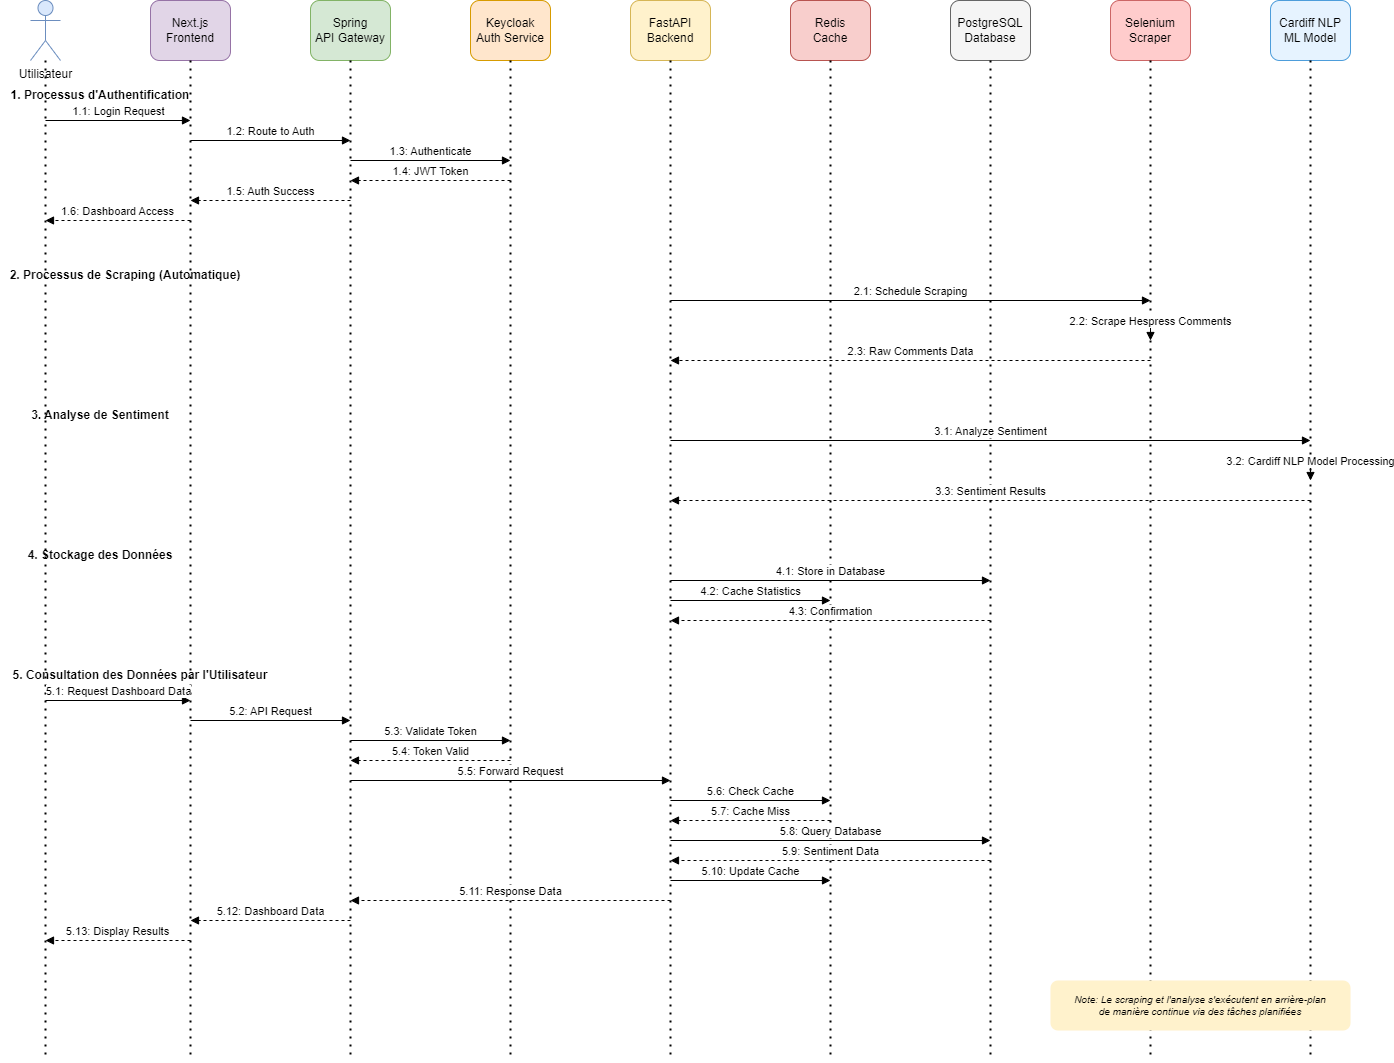 Next.js
Frontend
Spring
API Gateway
Keycloak
Auth Service
FastAPI
Backend
Redis
Cache
PostgreSQL
Database
Selenium
Scraper
Cardiff NLP
ML Model
Utilisateur
1. Processus d'Authentification
1.1: Login Request
1.2: Route to Auth
1.3: Authenticate
1.4: JWT Token
1.5: Auth Success
1.6: Dashboard Access
2. Processus de Scraping (Automatique)
2.1: Schedule Scraping
2.2: Scrape Hespress Comments
2.3: Raw Comments Data
3. Analyse de Sentiment
3.1: Analyze Sentiment
3.2: Cardiff NLP Model Processing
3.3: Sentiment Results
4. Stockage des Données
4.1: Store in Database
4.2: Cache Statistics
4.3: Confirmation
5. Consultation des Données par l'Utilisateur
5.1: Request Dashboard Data
5.2: API Request
5.3: Validate Token
5.4: Token Valid
5.5: Forward Request
5.6: Check Cache
5.7: Cache Miss
5.8: Query Database
5.9: Sentiment Data
5.10: Update Cache
5.11: Response Data
5.12: Dashboard Data
5.13: Display Results
Note: Le scraping et l'analyse s'exécutent en arrière-plan
de manière continue via des tâches planifiées